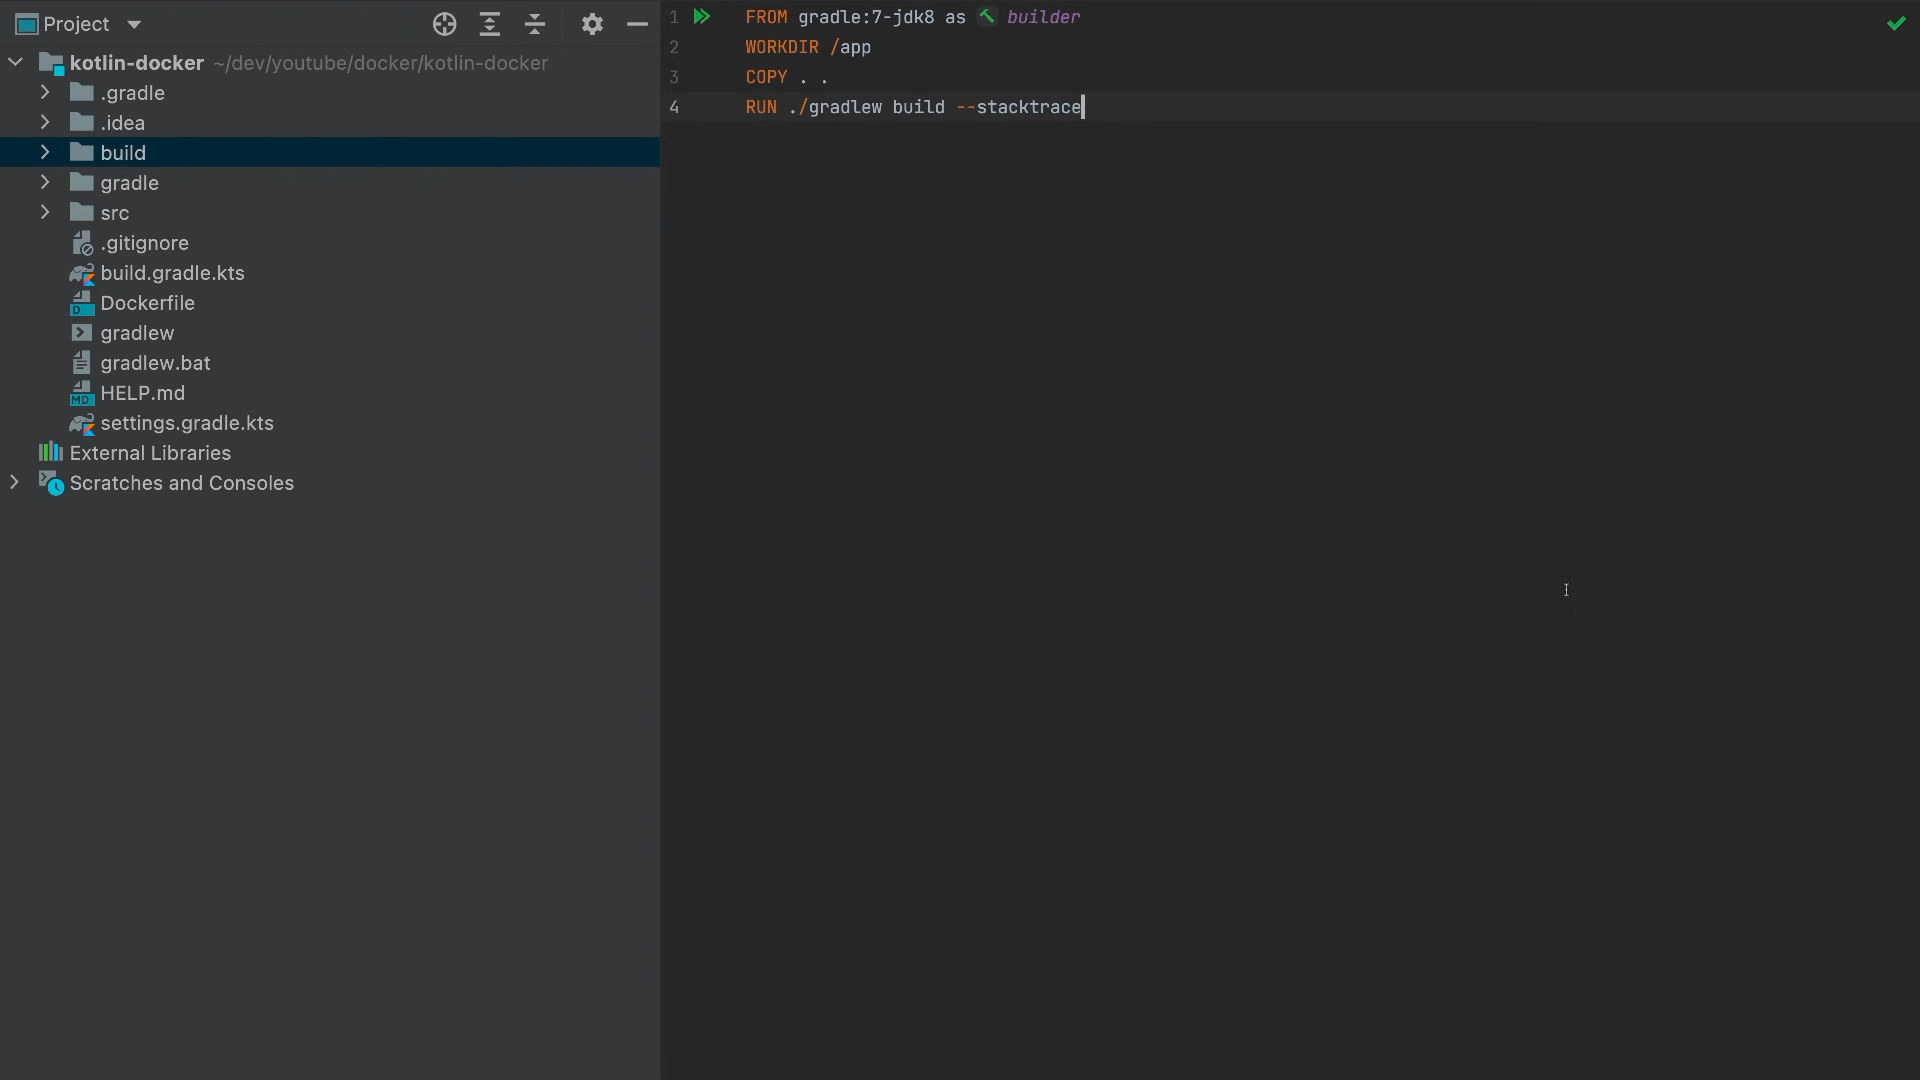 Project
kotlin-docker ~/dev/youtube/docker/kotlin-docker
.gradle
.idea
build
gradle
src
.gitignore
build.gradle.kts
D Dockerfile
gradlew
gradlew.bat
MD HELP.md
settings.gradle.kts
External Libraries
Scratches and Consoles
1 FROM gradle:7-jdk8 as builder
2 WORKDIR /app
3 COPY . .
4 RUN ./gradlew build --stacktrace